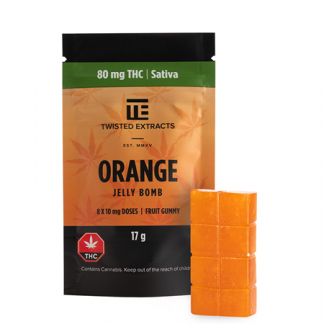 80 mg THC | Sativa
TE
TWISTED EXTRACTS
EST. MMXV
ORANGE
JELLY BOMB
8 X 10 mg DOSES | FRUIT GUMMY
17 g
THC
Contains Cannabis. Keep out of the reach of